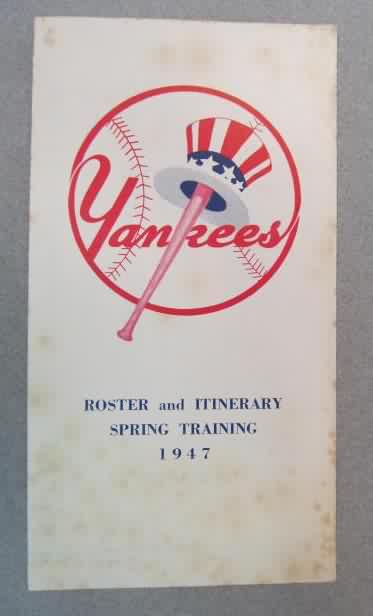 Yankees
ROSTER and ITINERARY
SPRING TRAINING
1947